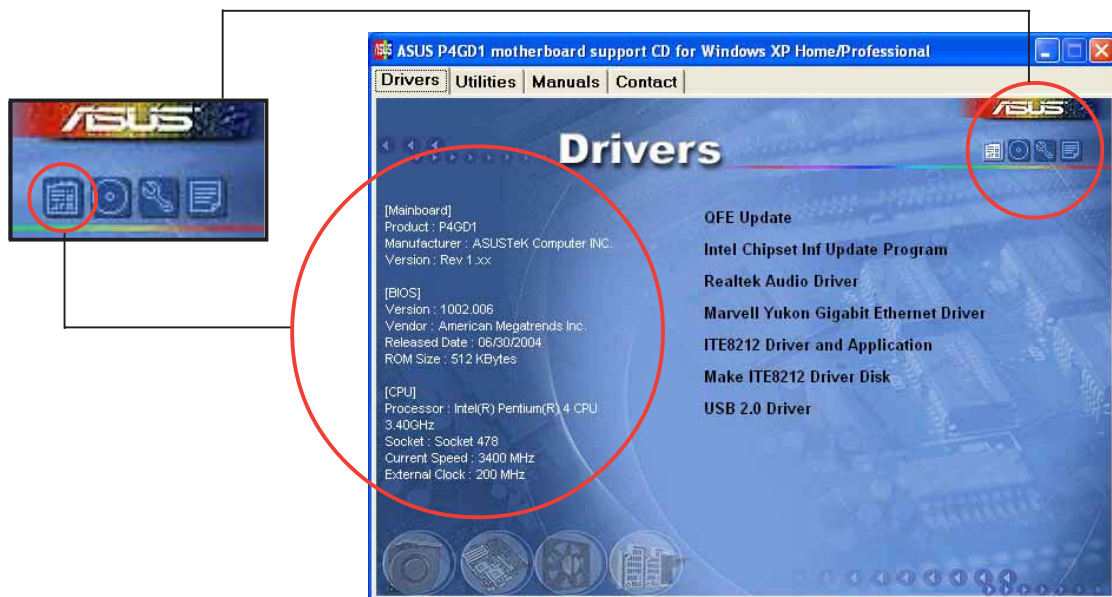 ASUS
ASUS P4GD1 motherboard support CD for Windows XP Home/Professional
Drivers
Utilities
Manuals
Contact
ASUS
Drivers
[Mainboard]
Product : P4GD1
Manufacturer : ASUSTeK Computer INC.
Version : Rev 1.xx
[BIOS]
Version : 1002.006
Vendor : American Megatrends Inc.
Released Date : 06/30/2004
ROM Size : 512 KBytes
[CPU]
Processor : Intel(R) Pentium(R) 4 CPU
3.40GHz
Socket : Socket 478
Current Speed : 3400 MHz
External Clock : 200 MHz
QFE Update
Intel Chipset Inf Update Program
Realtek Audio Driver
Marvell Yukon Gigabit Ethernet Driver
ITE8212 Driver and Application
Make ITE8212 Driver Disk
USB 2.0 Driver